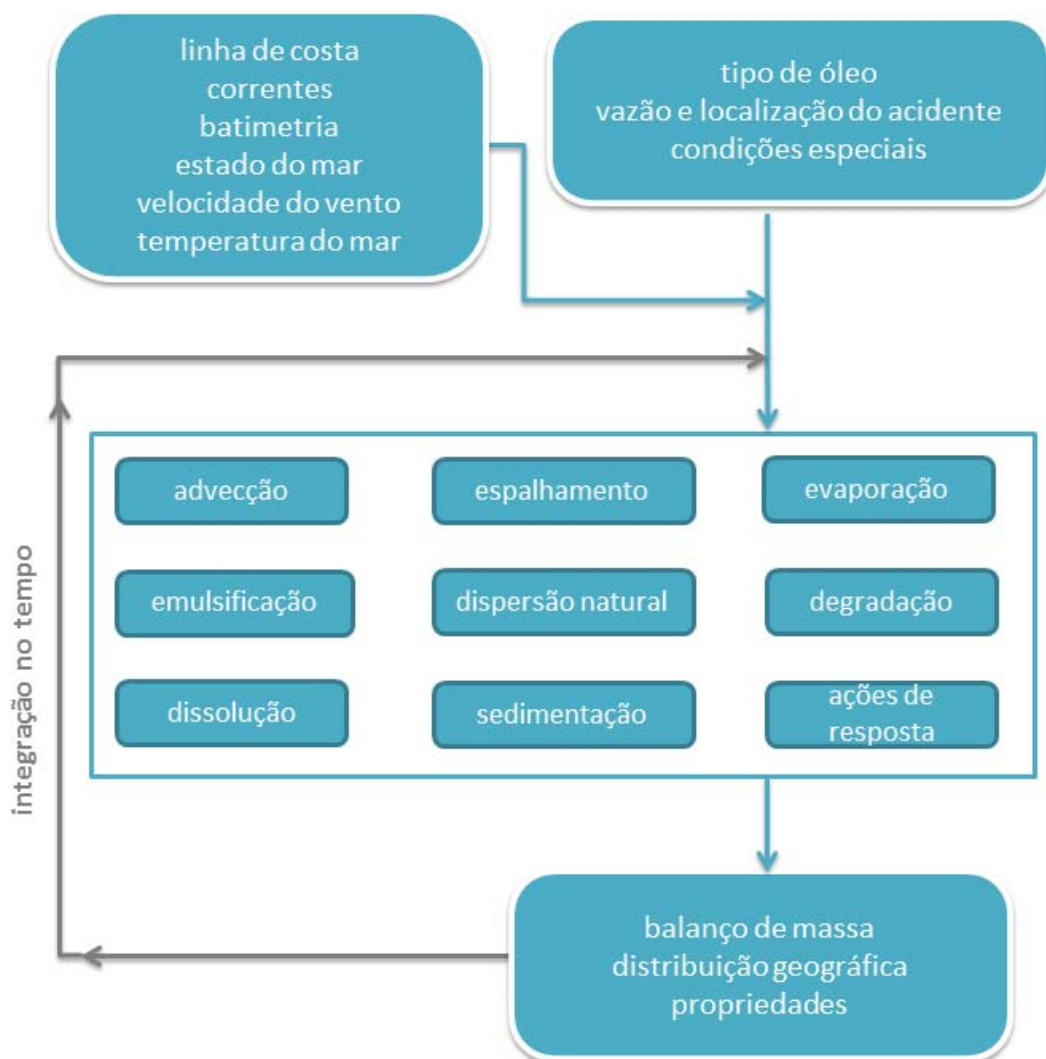 linha de costa
correntes
batimetria
estado do mar
velocidade do vento
temperatura do mar
tipo de óleo
vazão e localização do acidente
condições especiais
advecção
espalhamento
evaporação
emulsificação
dispersão natural
degradação
dissolução
sedimentação
ações de
resposta
integração no tempo
balanço de massa
distribuição geográfica
propriedades